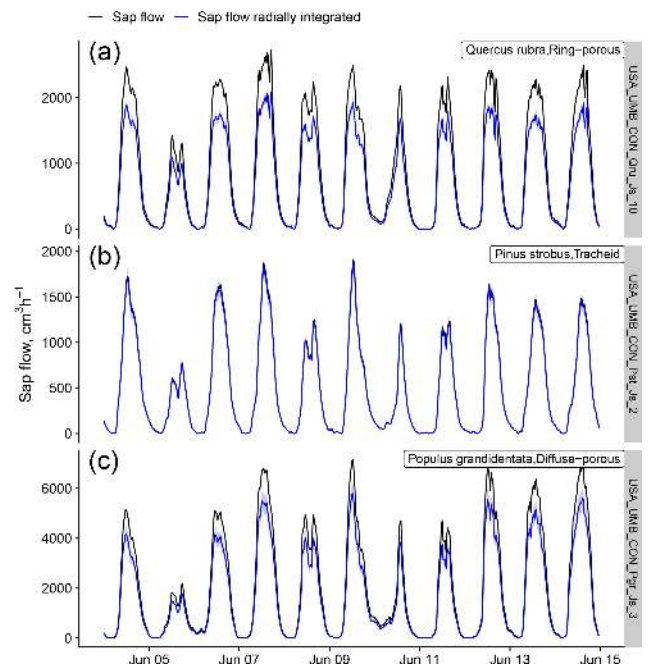 Sap flow Sap flow radially integrated
(a)
Quercus rubra,Ring-porous
USA_UMB_CON_Qru_Js_10
2000
1000
0
(b)
Pinus strobus,Tracheid
USA_UMB_CON_Pst_Js_2
2000
1500
1000
500
0
Sap flow, cm³h⁻¹
(c)
Populus grandidentata,Diffuse-porous
USA_UMB_CON_Pgr_Js_3
6000
4000
2000
0
Jun 05 Jun 07 Jun 09 Jun 11 Jun 13 Jun 15